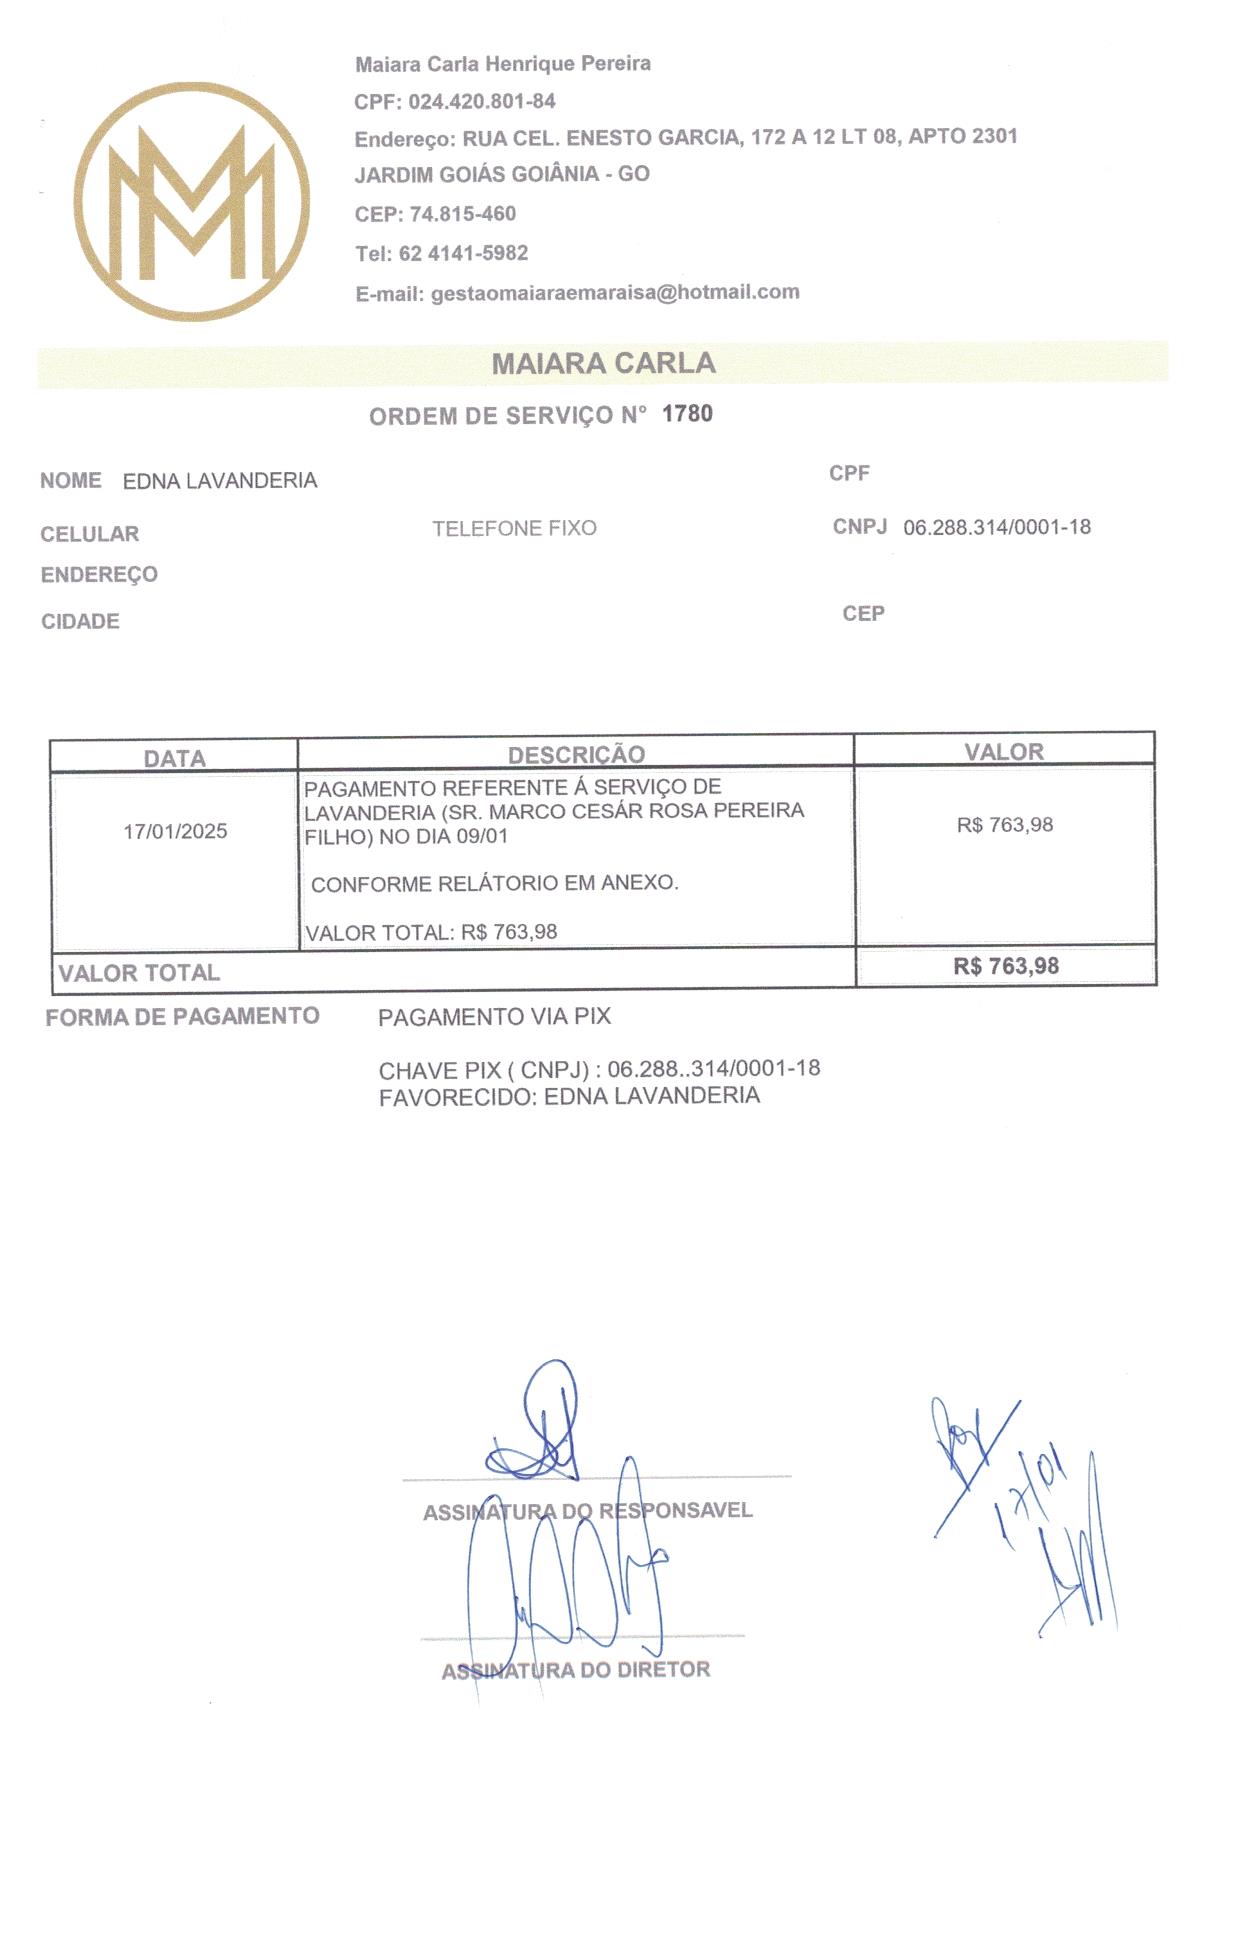 Maiara Carla Henrique Pereira
CPF: 024.420.801-84
Endereço: RUA CEL. ENESTO GARCIA, 172 A 12 LT 08, APTO 2301
JARDIM GOIÁS GOIÂNIA - GO
CEP: 74.815-460
Tel: 62 4141-5982
E-mail: gestaomaiaraemaraisa@hotmail.com
MAIARA CARLA
ORDEM DE SERVIÇO N° 1780
NOME EDNA LAVANDERIA CPF
CELULAR TELEFONE FIXO CNPJ 06.288.314/0001-18
ENDEREÇO
CIDADE CEP
DATA DESCRIÇÃO VALOR
PAGAMENTO REFERENTE Á SERVIÇO DE
LAVANDERIA (SR. MARCO CESÁR ROSA PEREIRA
17/01/2025 FILHO) NO DIA 09/01 R$ 763,98
CONFORME RELÁTORIO EM ANEXO.
VALOR TOTAL: R$ 763,98
VALOR TOTAL R$ 763,98
FORMA DE PAGAMENTO PAGAMENTO VIA PIX
CHAVE PIX ( CNPJ) : 06.288..314/0001-18
FAVORECIDO: EDNA LAVANDERIA
ASSINATURA DO RESPONSAVEL
17/01
ASSINATURA DO DIRETOR